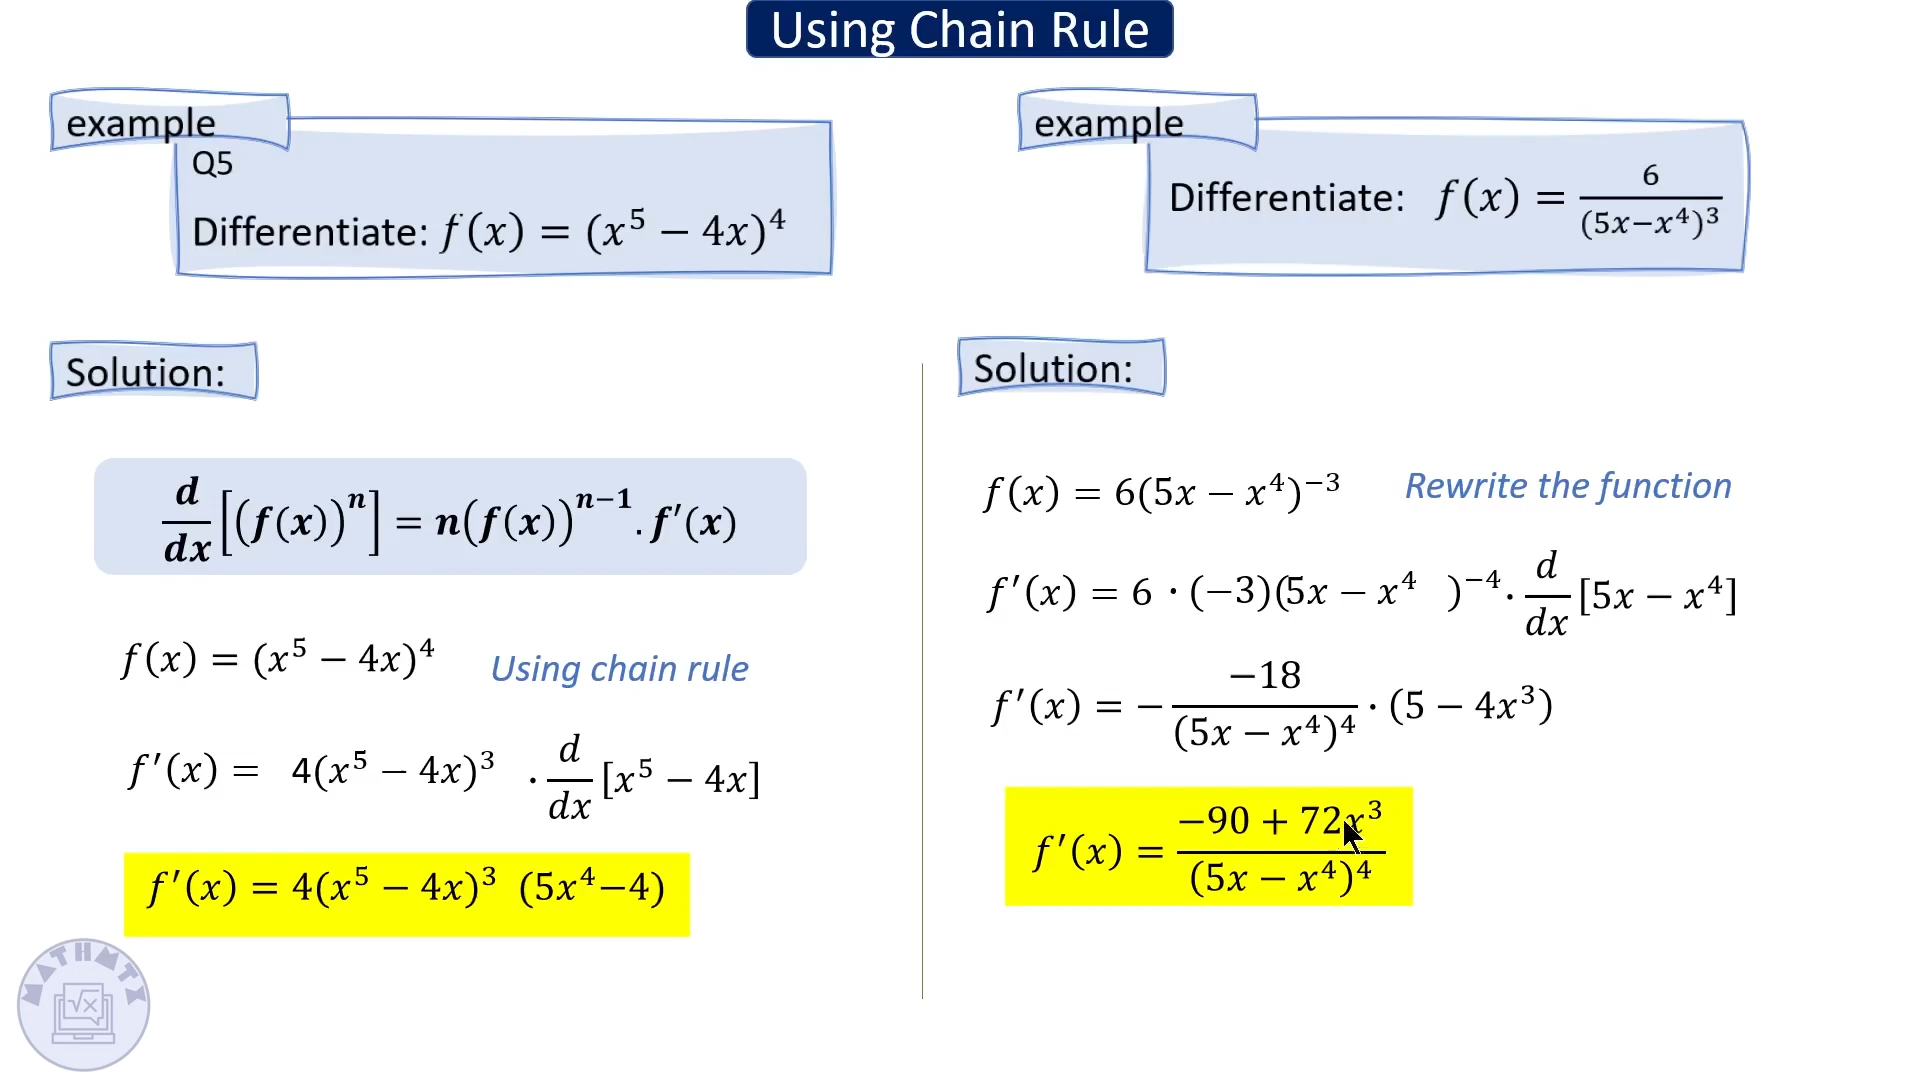 Using Chain Rule
example
Q5
Differentiate: f(x) = (x⁵ − 4x)⁴
Solution:
d/dx[(f(x))ⁿ] = n(f(x))ⁿ⁻¹. f′(x)
f(x) = (x⁵ − 4x)⁴ Using chain rule
f′(x) = 4(x⁵ − 4x)³ · d/dx[x⁵ − 4x]
f′(x) = 4(x⁵ − 4x)³ (5x⁴−4)
MATHMTX
√x
example
Differentiate: f(x) = 6/(5x−x⁴)³
Solution:
f(x) = 6(5x − x⁴)⁻³ Rewrite the function
f′(x) = 6 · (−3)(5x − x⁴ )⁻⁴ · d/dx[5x − x⁴]
f′(x) = − −18/(5x − x⁴)⁴ · (5 − 4x³)
f′(x) = −90 + 72x³/(5x − x⁴)⁴